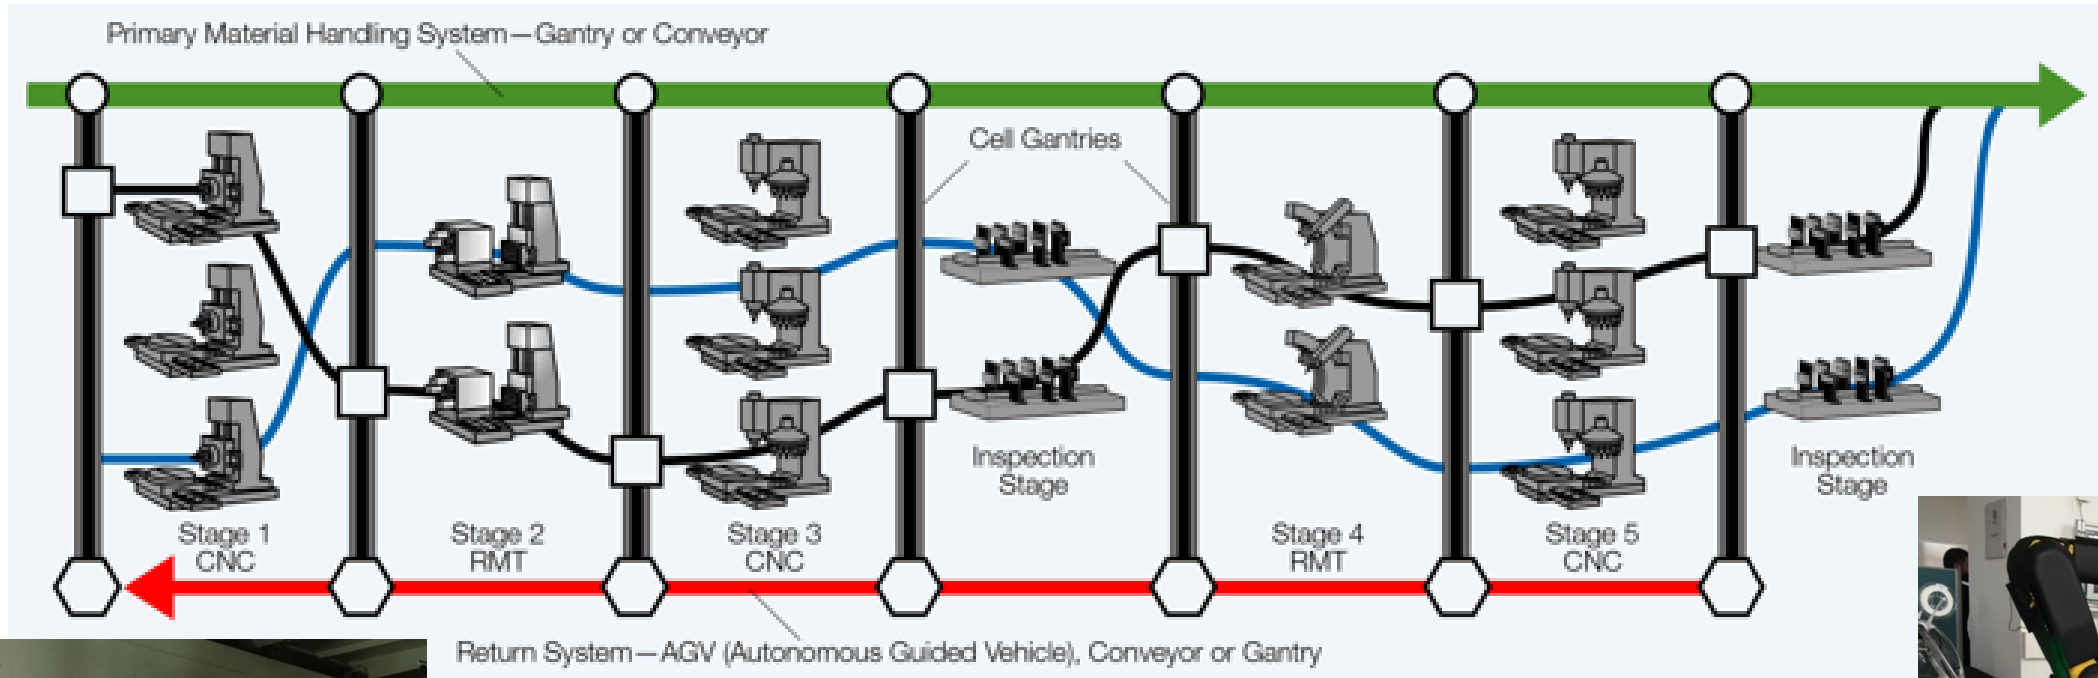 Primary Material Handling System—Gantry or Conveyor
Cell Gantries
Inspection
Stage
Inspection
Stage
Stage 1
CNC
Stage 2
RMT
Stage 3
CNC
Stage 4
RMT
Stage 5
CNC
Return System—AGV (Autonomous Guided Vehicle), Conveyor or Gantry